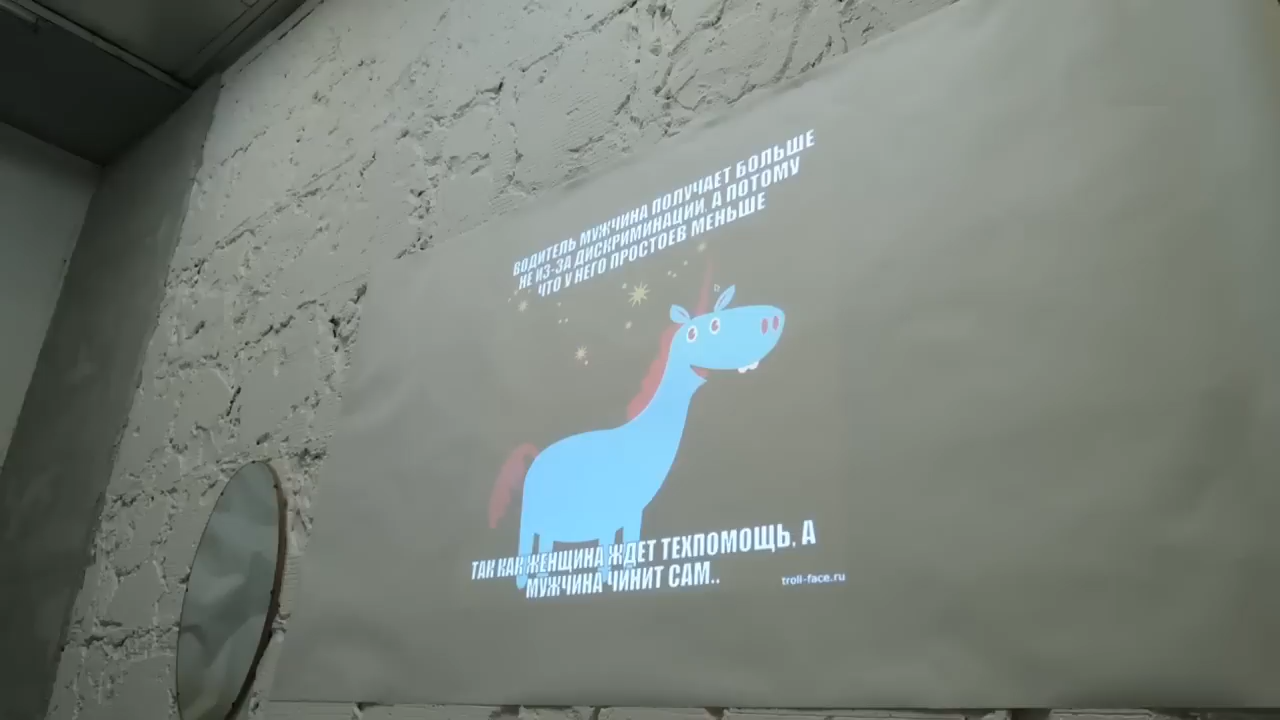 ВОДИТЕЛЬ МУЖЧИНА ПОЛУЧАЕТ БОЛЬШЕ
НЕ ИЗ-ЗА ДИСКРИМИНАЦИИ, А ПОТОМУ
ЧТО У НЕГО ПРОСТОЕВ МЕНЬШЕ
ТАК КАК ЖЕНЩИНА ЖДЕТ ТЕХПОМОЩЬ, А
МУЖЧИНА ЧИНИТ САМ..
troll-face.ru